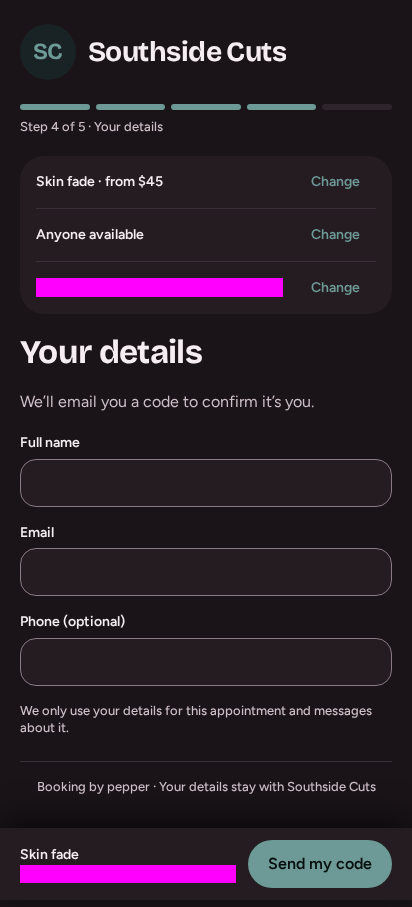 SC
Southside Cuts
Step 4 of 5 · Your details
Skin fade · from $45
Change
Anyone available
Change
Change
Your details
We’ll email you a code to confirm it’s you.
Full name
Email
Phone (optional)
We only use your details for this appointment and messages
about it.
Booking by pepper · Your details stay with Southside Cuts
Skin fade
Send my code